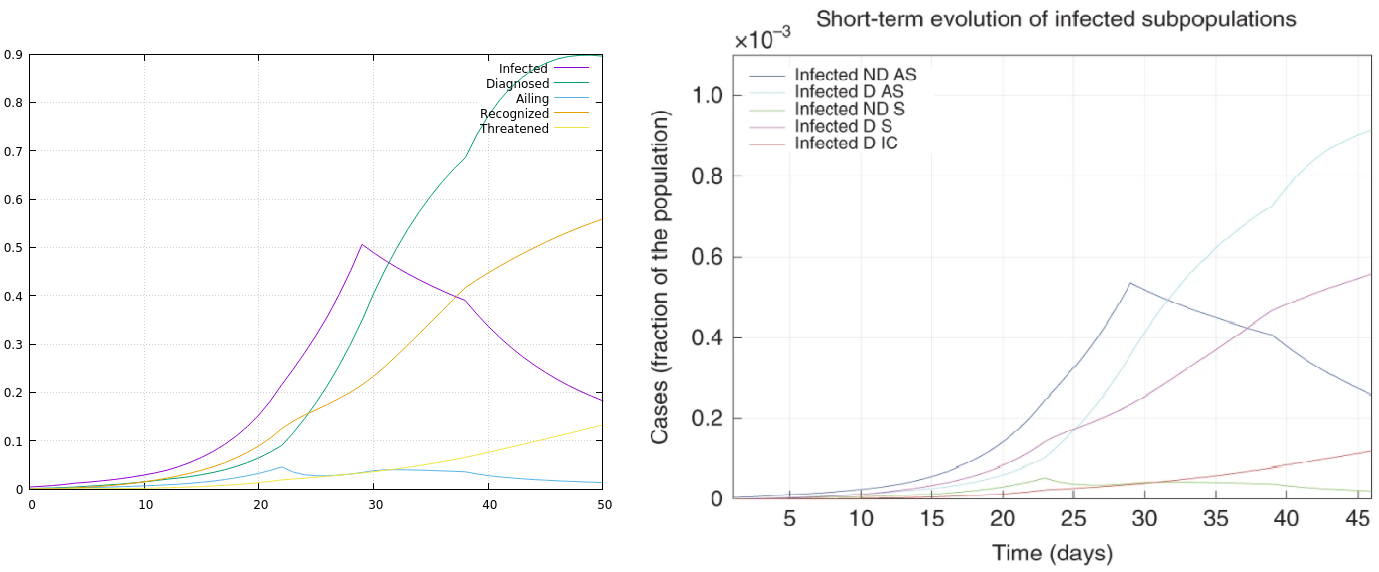 0.9
0.8
0.7
0.6
0.5
0.4
0.3
0.2
0.1
0
0 10 20 30 40 50
Infected
Diagnosed
Ailing
Recognized
Threatened
Short-term evolution of infected subpopulations
×10⁻³
Infected ND AS
Infected D AS
Infected ND S
Infected D S
Infected D IC
1.0
0.8
0.6
0.4
0.2
0
Cases (fraction of the population)
5 10 15 20 25 30 35 40 45
Time (days)